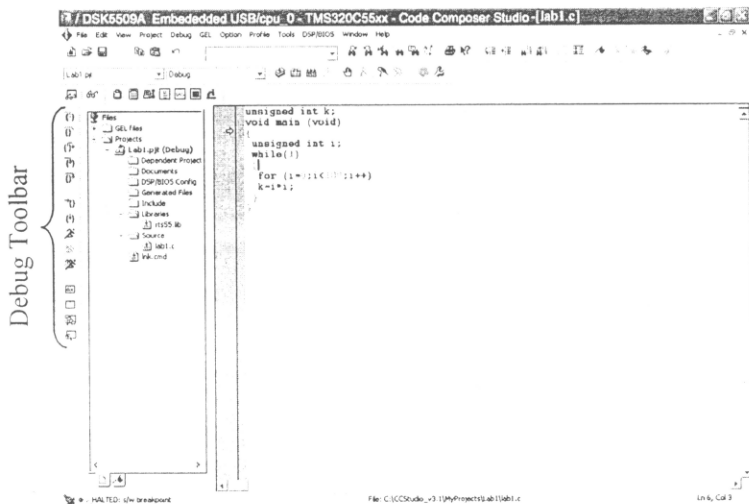 / DSK5509A Embededded USB/cpu_0 - TMS320C55xx - Code Composer Studio-[lab1.c]
File Edit View Project Debug GEL Option Profile Tools DSP/BIOS Window Help
Lab1.pjt Debug
Debug Toolbar
Files
GEL files
Projects
Lab1.pjt (Debug)
Dependent Project
Documents
DSP/BIOS Config
Generated Files
Include
Libraries
rts55.lib
Source
lab1.c
lnk.cmd
unsigned int k;
void main (void)
{
unsigned int i;
while(1)
for (i= ;i< ;i++)
k=i*i;
}
}
HALTED: s/w breakpoint
File: C:\CCStudio_v3.1\MyProjects\Lab1\lab1.c
Ln 6, Col 3